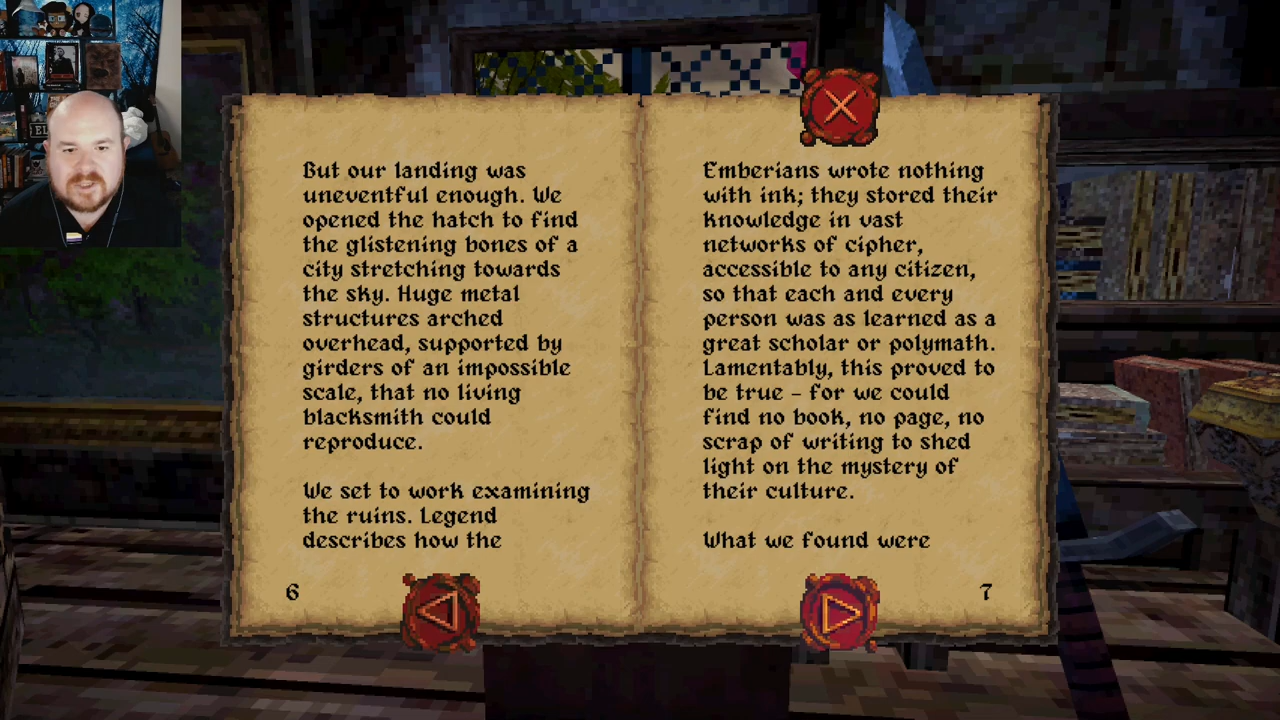 But our landing was
uneventful enough. We
opened the hatch to find
the glistening bones of a
city stretching towards
the sky. Huge metal
structures arched
overhead, supported by
girders of an impossible
scale, that no living
blacksmith could
reproduce.
We set to work examining
the ruins. Legend
describes how the
6
Emberians wrote nothing
with ink; they stored their
knowledge in vast
networks of cipher,
accessible to any citizen,
so that each and every
person was as learned as a
great scholar or polymath.
Lamentably, this proved to
be true - for we could
find no book, no page, no
scrap of writing to shed
light on the mystery of
their culture.
What we found were
7